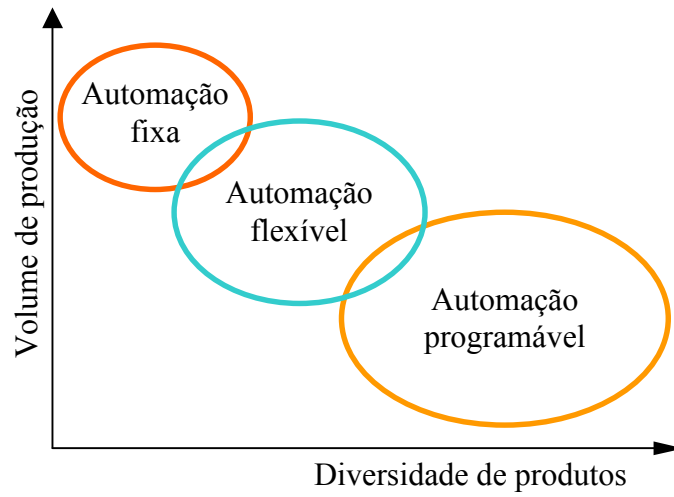 Volume de produção
Automação
fixa
Automação
flexível
Automação
programável
Diversidade de produtos